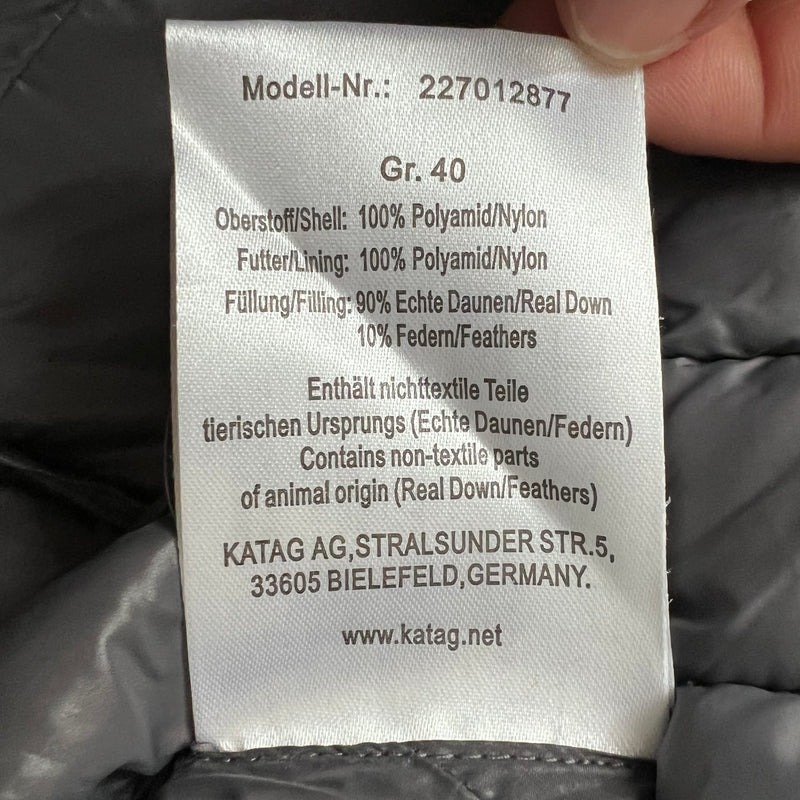 Modell-Nr.: 227012877
Gr. 40
Oberstoff/Shell: 100% Polyamid/Nylon
Futter/Lining: 100% Polyamid/Nylon
Füllung/Filling: 90% Echte Daunen/Real Down
10% Federn/Feathers
Enthält nichttextile Teile
tierischen Ursprungs (Echte Daunen/Federn)
Contains non-textile parts
of animal origin (Real Down/Feathers)
KATAG AG,STRALSUNDER STR.5,
33605 BIELEFELD,GERMANY.
www.katag.net